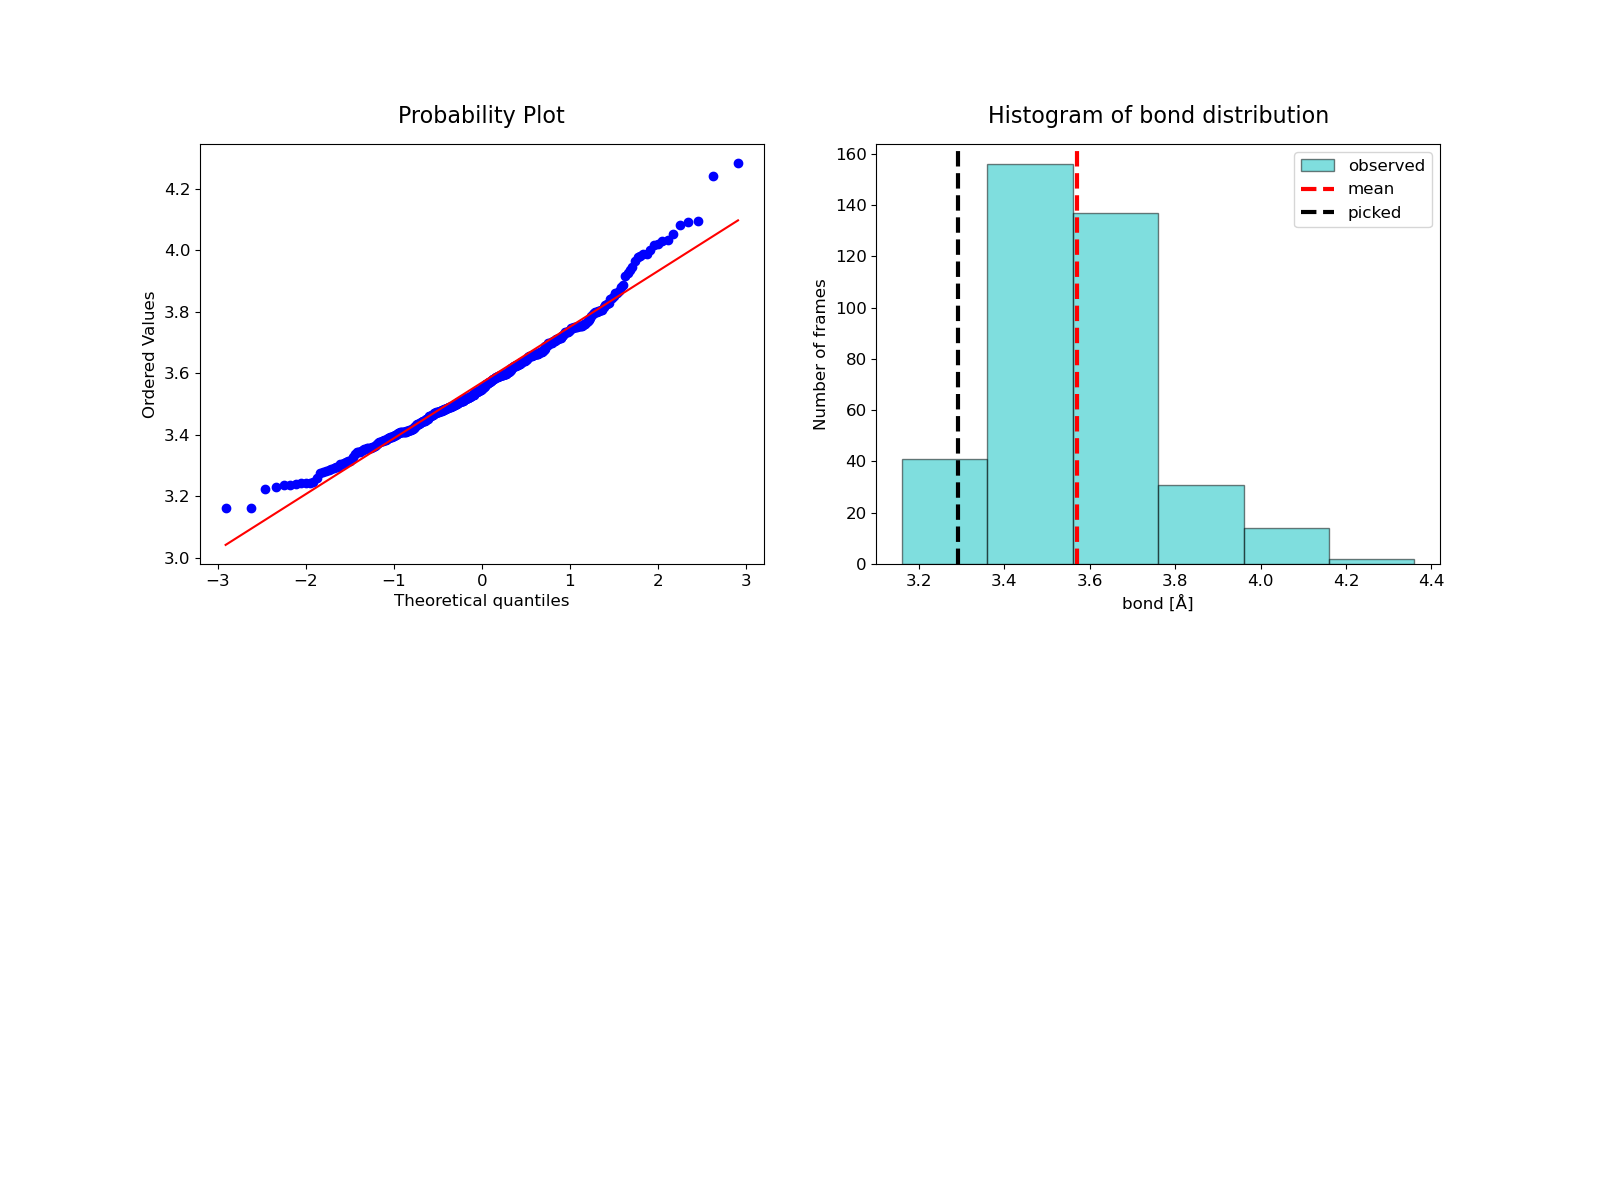 Probability Plot
Ordered Values
4.2
4.0
3.8
3.6
3.4
3.2
3.0
−3 −2 −1 0 1 2 3
Theoretical quantiles
Histogram of bond distribution
Number of frames
160
140
120
100
80
60
40
20
0
observed
mean
picked
3.2 3.4 3.6 3.8 4.0 4.2 4.4
bond [Å]